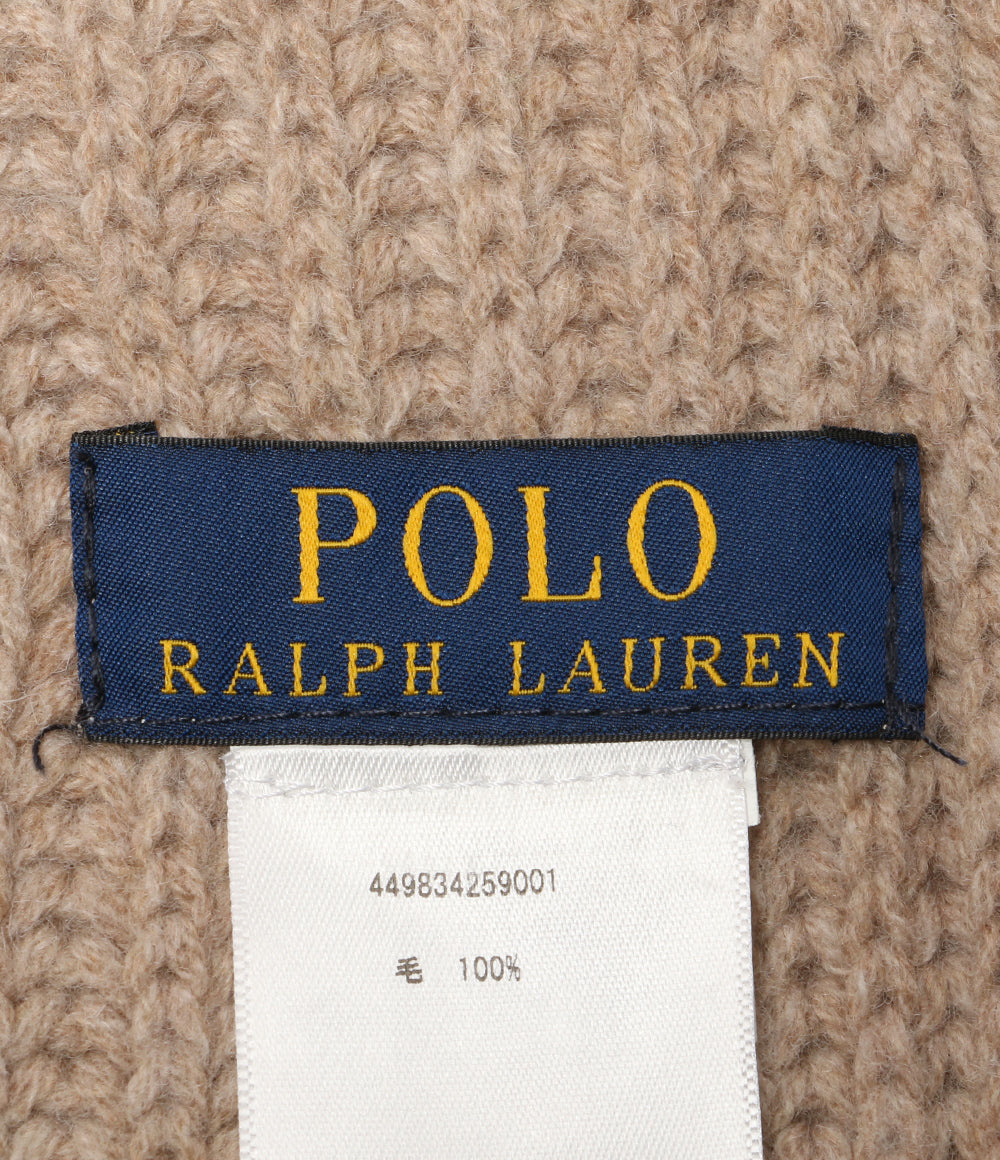 POLO
RALPH LAUREN
449834259001
毛 100%